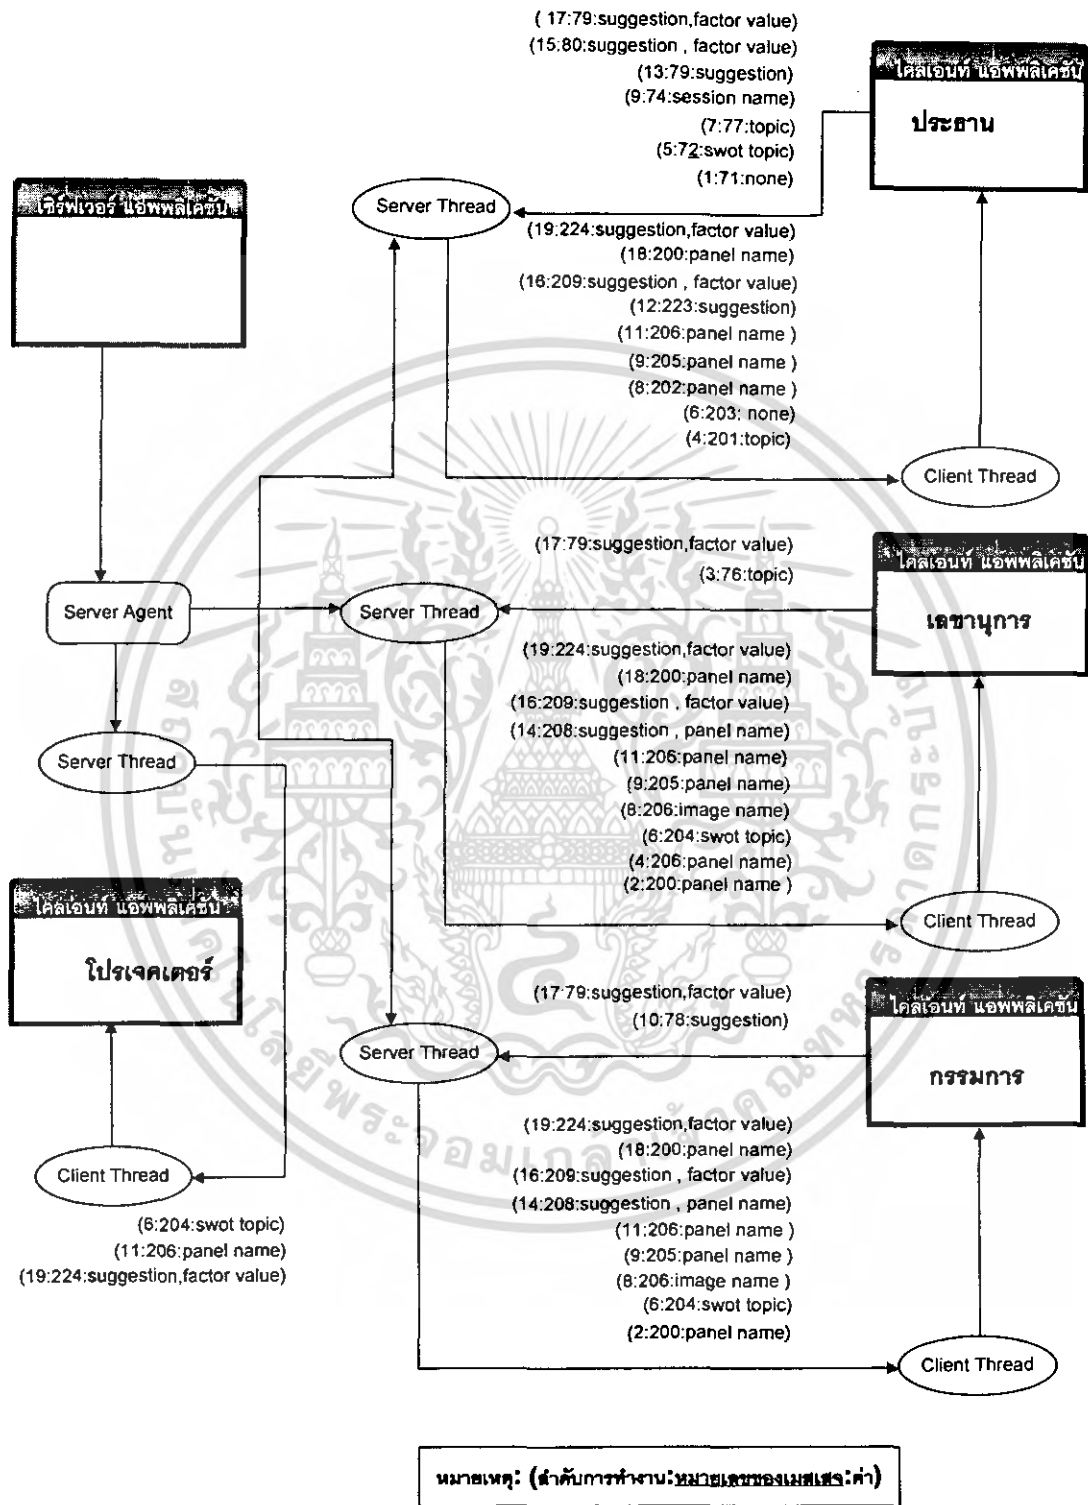 ( 17:79:suggestion,factor value)
(15:80:suggestion , factor value)
(13:79:suggestion)
(9:74:session name)
(7:77:topic)
(5:72:swot topic)
(1:71:none)
ไคลเอนท์ แอพพลิเคชัน
ประธาน
เซิร์ฟเวอร์ แอพพลิเคชัน
Server Thread
(19:224:suggestion,factor value)
(18:200:panel name)
(16:209:suggestion , factor value)
(12:223:suggestion)
(11:206:panel name )
(9:205:panel name )
(8:202:panel name )
(6:203: none)
(4:201:topic)
Client Thread
(17:79:suggestion,factor value)
(3:76:topic)
ไคลเอนท์ แอพพลิเคชัน
เลขานุการ
Server Agent
Server Thread
(19:224:suggestion,factor value)
(18:200:panel name)
(16:209:suggestion , factor value)
(14:208:suggestion , panel name)
(11:206:panel name)
(9:205:panel name)
(8:206:image name)
(6:204:swot topic)
(4:206:panel name)
(2:200:panel name )
Client Thread
Server Thread
ไคลเอนท์ แอพพลิเคชัน
โปรเจคเตอร์
(17:79:suggestion,factor value)
(10:78:suggestion)
ไคลเอนท์ แอพพลิเคชัน
กรรมการ
Server Thread
(19:224:suggestion,factor value)
(18:200:panel name)
(16:209:suggestion , factor value)
(14:208:suggestion , panel name)
(11:206:panel name )
(9:205:panel name )
(8:206:image name )
(6:204:swot topic)
(2:200:panel name)
Client Thread
Client Thread
(6:204:swot topic)
(11:206:panel name)
(19:224:suggestion,factor value)
หมายเหตุ: (ลำดับการทำงาน:หมายเลขของเมสเสจ:ค่า)